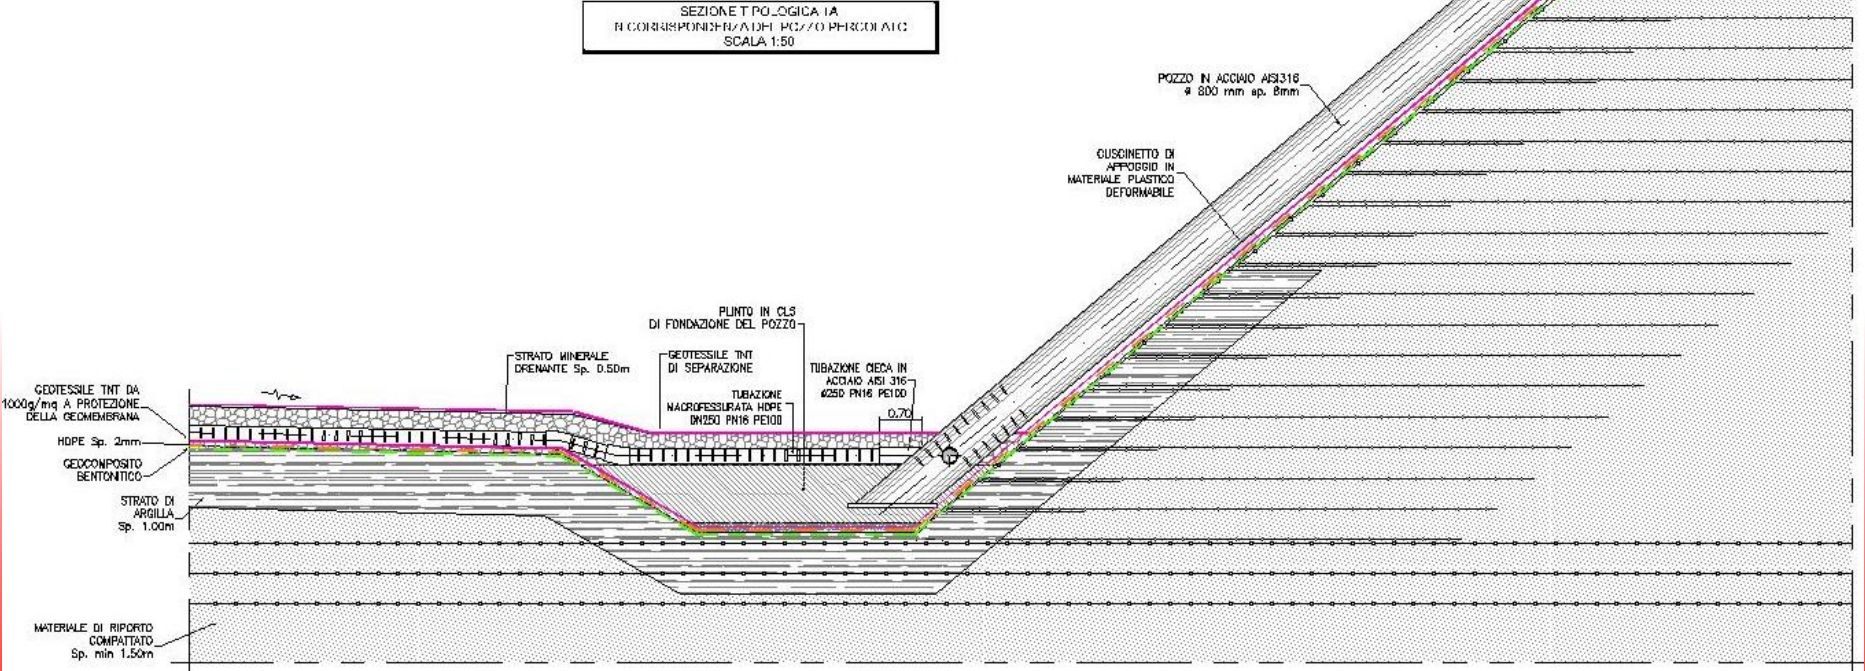 SEZIONE TIPOLOGICA 1A
IN CORRISPONDENZA DEL POZZO PERCOLATO
SCALA 1:50
POZZO IN ACCIAIO AISI316
ø 800 mm sp. 8mm
CUSCINETTO DI
APPOGGIO IN
MATERIALE PLASTICO
DEFORMABILE
PLINTO IN CLS
DI FONDAZIONE DEL POZZO
STRATO MINERALE
DRENANTE Sp. 0.50m
GEOTESSILE TNT
DI SEPARAZIONE
TUBAZIONE
MACROFESSURATA HDPE
DN250 PN16 PE100
TUBAZIONE CIECA IN
ACCIAIO AISI 316
ø250 PN16 PE100
0.70
GEOTESSILE TNT DA
1000g/mq A PROTEZIONE
DELLA GEOMEMBRANA
HDPE Sp. 2mm
GEOCOMPOSITO
BENTONITICO
STRATO DI
ARGILLA
Sp. 1.00m
MATERIALE DI RIPORTO
COMPATTATO
Sp. min 1.50m